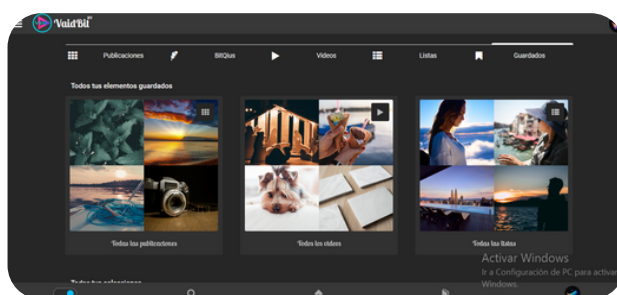 VaidBit
Publicaciones
BitQius
Videos
Listas
Guardados
Todos tus elementos guardados
Todas las publicaciones
Todos los videos
Todas las listas
Activar Windows
Ir a Configuración de PC para activar
Windows.